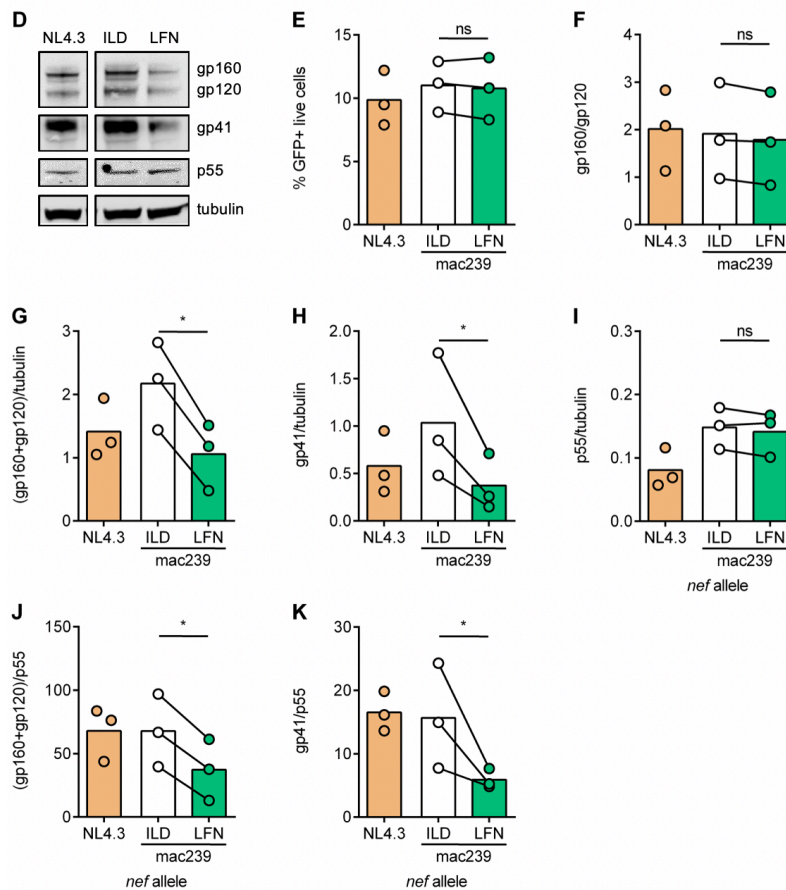 D
NL4.3 ILD LFN
gp160
gp120
gp41
p55
tubulin
E
ns
% GFP+ live cells
15
10
5
0
NL4.3 ILD LFN
mac239
F
ns
gp160/gp120
4
3
2
1
0
NL4.3 ILD LFN
mac239
G
*
(gp160+gp120)/tubulin
3
2
1
0
NL4.3 ILD LFN
mac239
H
*
gp41/tubulin
2.0
1.5
1.0
0.5
0.0
NL4.3 ILD LFN
mac239
I
ns
p55/tubulin
0.3
0.2
0.1
0.0
NL4.3 ILD LFN
mac239
nef allele
J
*
(gp160+gp120)/p55
150
100
50
0
NL4.3 ILD LFN
mac239
nef allele
K
*
gp41/p55
30
20
10
0
NL4.3 ILD LFN
mac239
nef allele